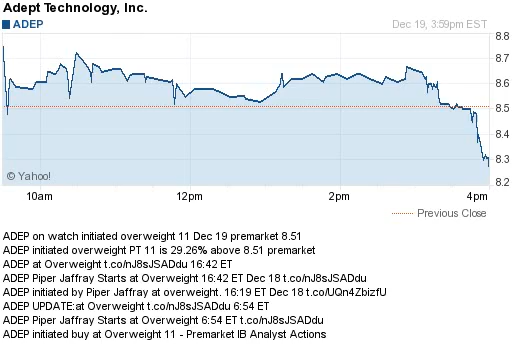 Adept Technology, Inc.
ADEP
Dec 19, 3:59pm EST
8.8
8.7
8.6
8.5
8.4
8.3
8.2
© Yahoo!
10am
12pm
2pm
4pm
Previous Close
ADEP on watch initiated overweight 11 Dec 19 premarket 8.51
ADEP initiated overweight PT 11 is 29.26% above 8.51 premarket
ADEP at Overweight t.co/nJ8sJSADdu 16:42 ET
ADEP Piper Jaffray Starts at Overweight 16:42 ET Dec 18 t.co/nJ8sJSADdu
ADEP initiated by Piper Jaffray at overweight. 16:19 ET Dec 18 t.co/UQn4ZbizfU
ADEP UPDATE:at Overweight t.co/nJ8sJSADdu 6:54 ET
ADEP Piper Jaffray Starts at Overweight 6:54 ET t.co/nJ8sJSADdu
ADEP initiated buy at Overweight 11 - Premarket IB Analyst Actions